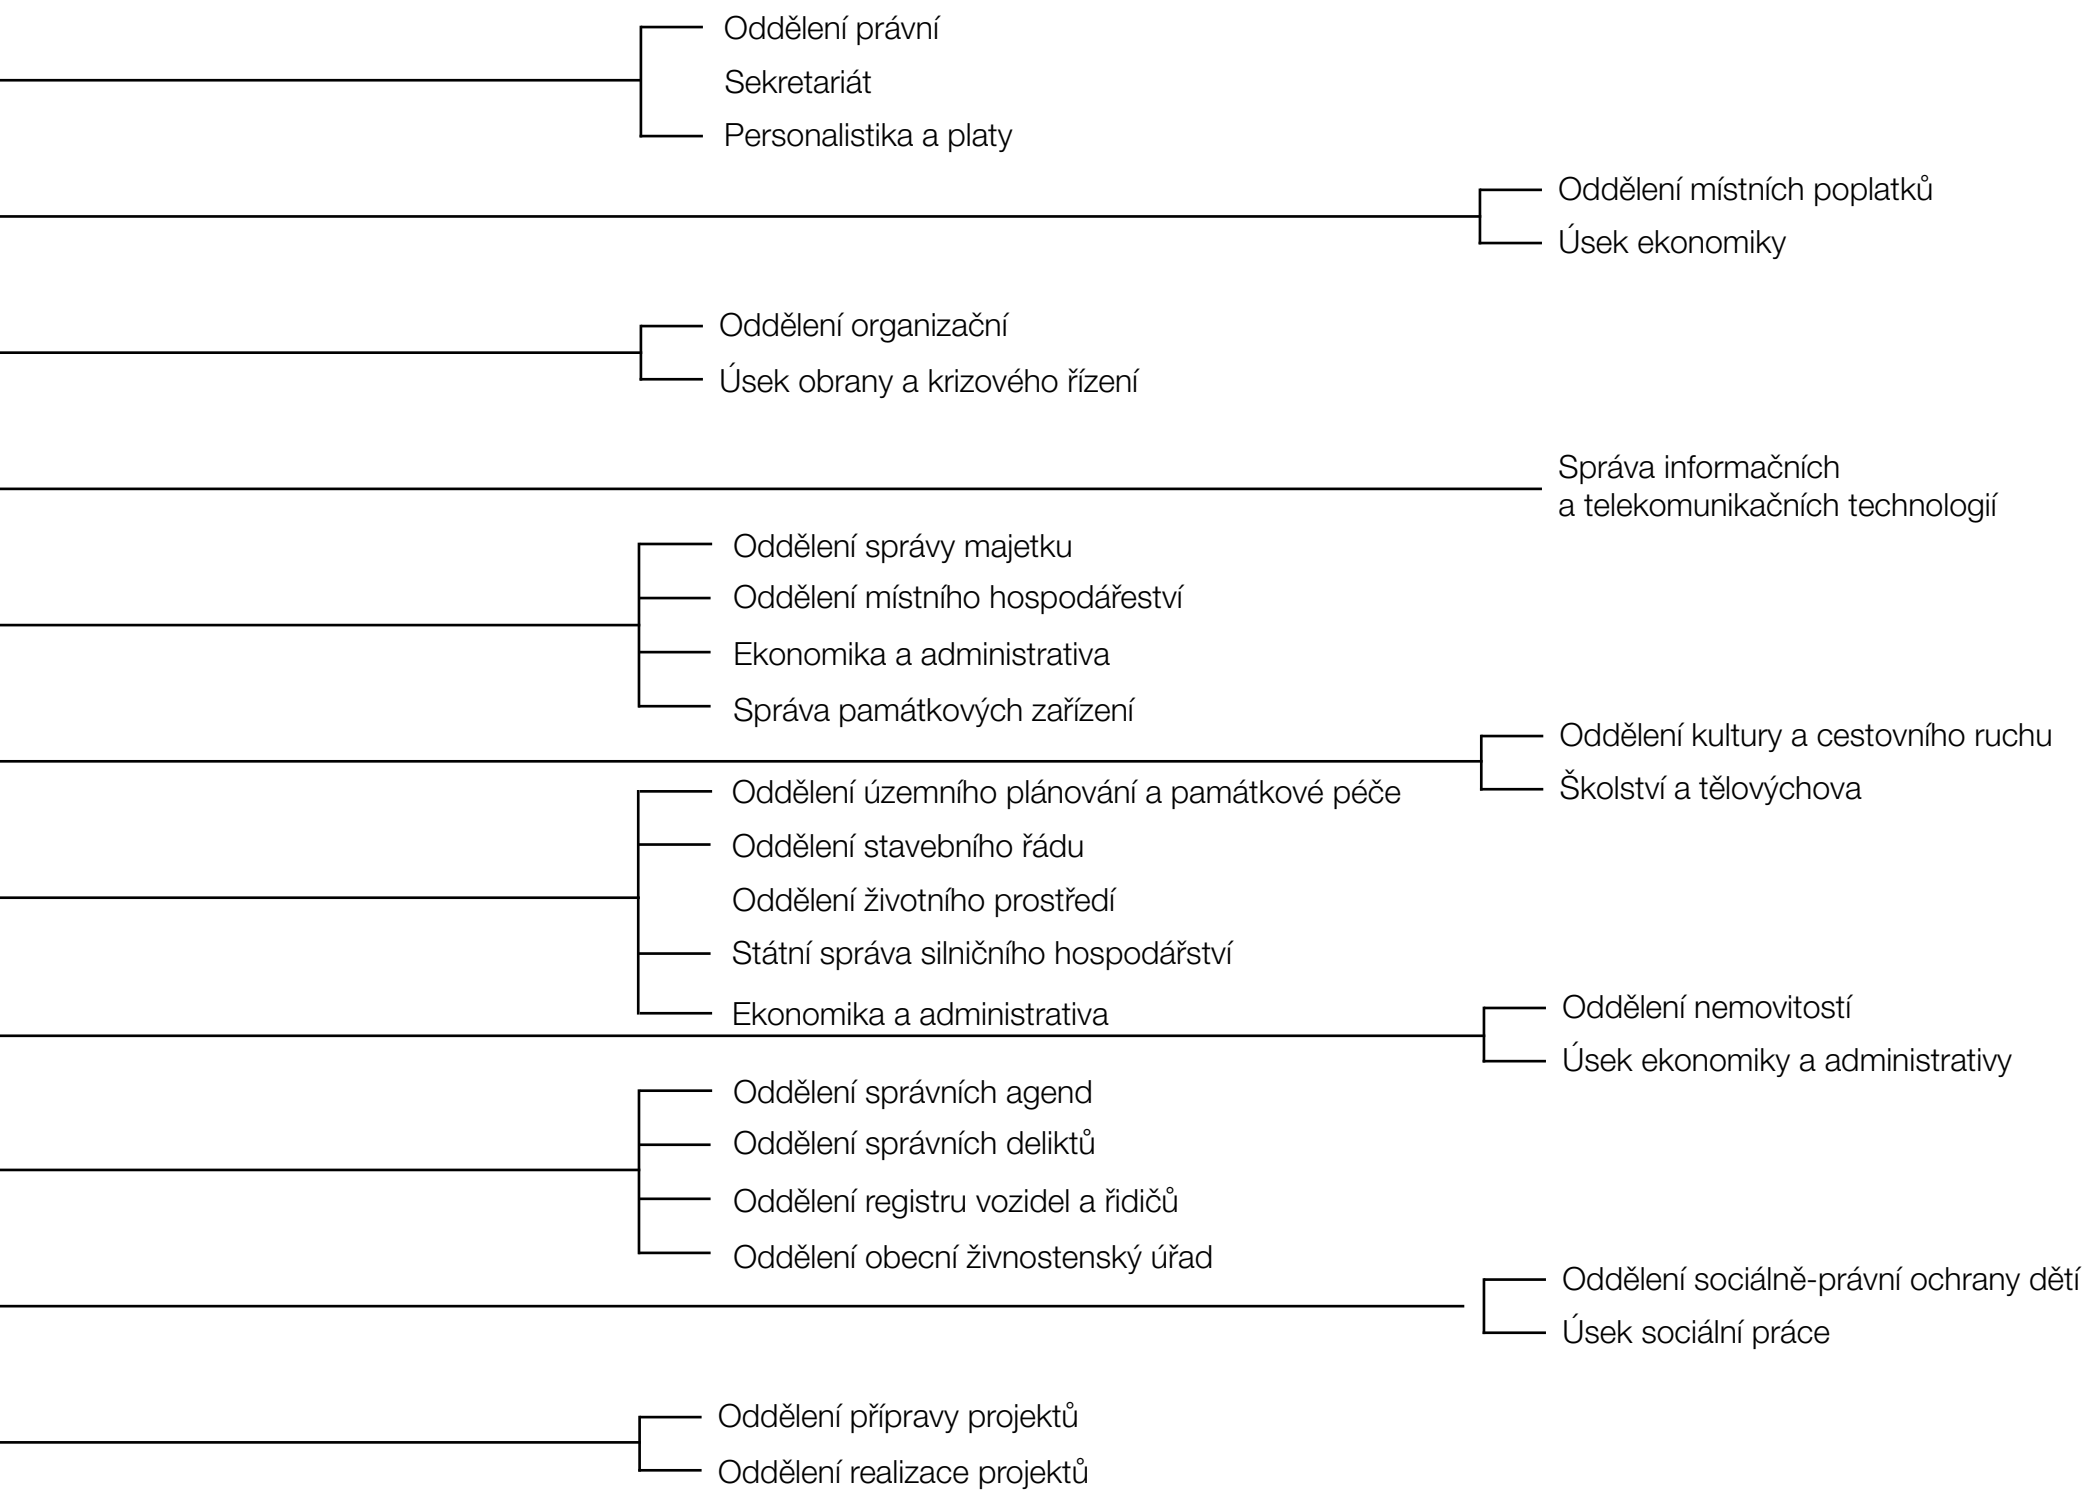 Oddělení právní
Sekretariát
Personalistika a platy
Oddělení místních poplatků
Úsek ekonomiky
Oddělení organizační
Úsek obrany a krizového řízení
Správa informačních
a telekomunikačních technologií
Oddělení správy majetku
Oddělení místního hospodářeství
Ekonomika a administrativa
Správa památkových zařízení
Oddělení kultury a cestovního ruchu
Školství a tělovýchova
Oddělení územního plánování a památkové péče
Oddělení stavebního řádu
Oddělení životního prostředí
Státní správa silničního hospodářství
Ekonomika a administrativa
Oddělení nemovitostí
Úsek ekonomiky a administrativy
Oddělení správních agend
Oddělení správních deliktů
Oddělení registru vozidel a řidičů
Oddělení obecní živnostenský úřad
Oddělení sociálně-právní ochrany dětí
Úsek sociální práce
Oddělení přípravy projektů
Oddělení realizace projektů